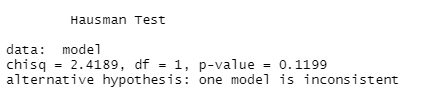 Hausman Test
data:  model
chisq = 2.4189, df = 1, p-value = 0.1199
alternative hypothesis: one model is inconsistent